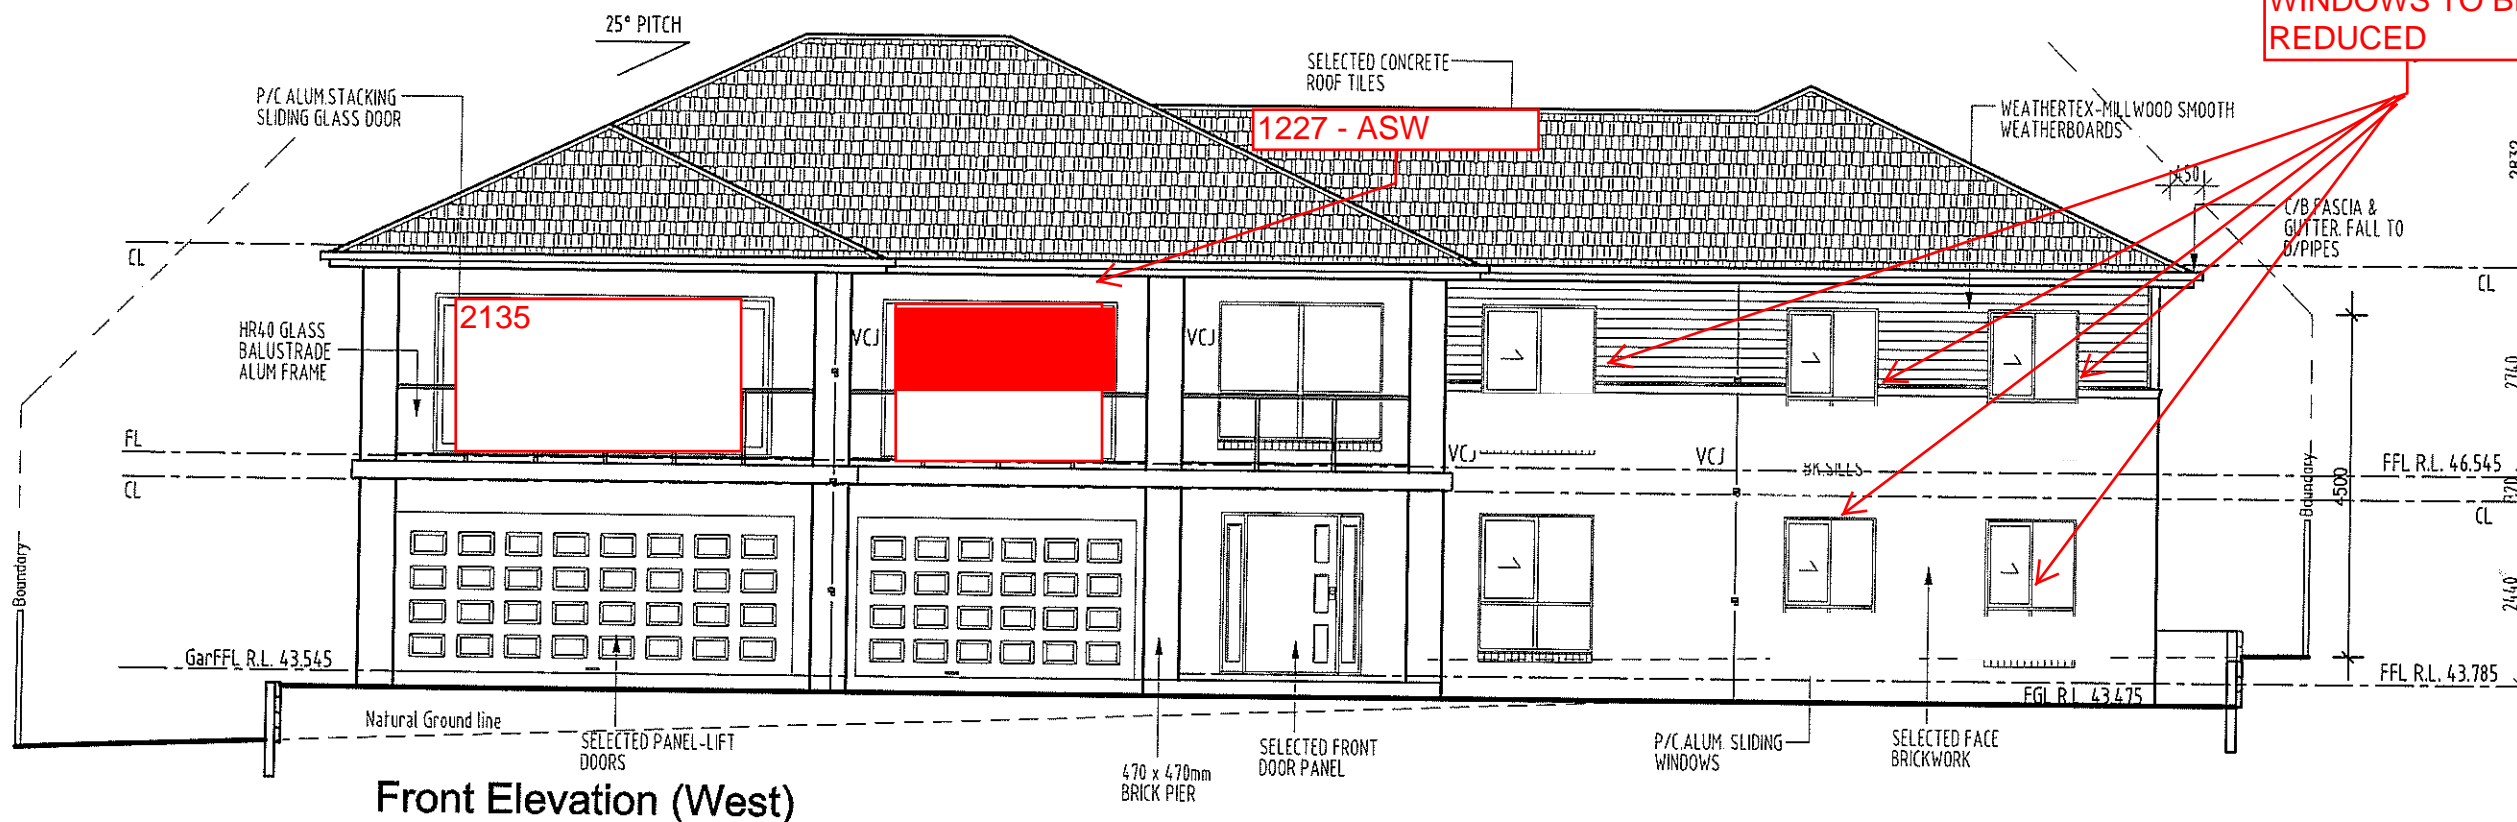 WINDOWS TO BE
REDUCED
25° PITCH
SELECTED CONCRETE
ROOF TILES
P/C.ALUM.STACKING
SLIDING GLASS DOOR
1227 - ASW
WEATHERTEX-MILLWOOD SMOOTH
WEATHERBOARDS
450
C/B FASCIA &
GUTTER. FALL TO
D/PIPES
CL
CL
2135
HR40 GLASS
BALUSTRADE
ALUM FRAME
VCJ
VCJ
2740
FL
CL
VCJ
VCJ
BK.SILLS
FFL R.L. 46.545
4500
CL
Boundary
Boundary
2440
GarFFL R.L. 43.545
FFL R.L. 43.785
FGL R.L. 43.475
Natural Ground line
SELECTED PANEL-LIFT
DOORS
470 x 470mm
BRICK PIER
SELECTED FRONT
DOOR PANEL
P/C.ALUM. SLIDING
WINDOWS
SELECTED FACE
BRICKWORK
Front Elevation (West)